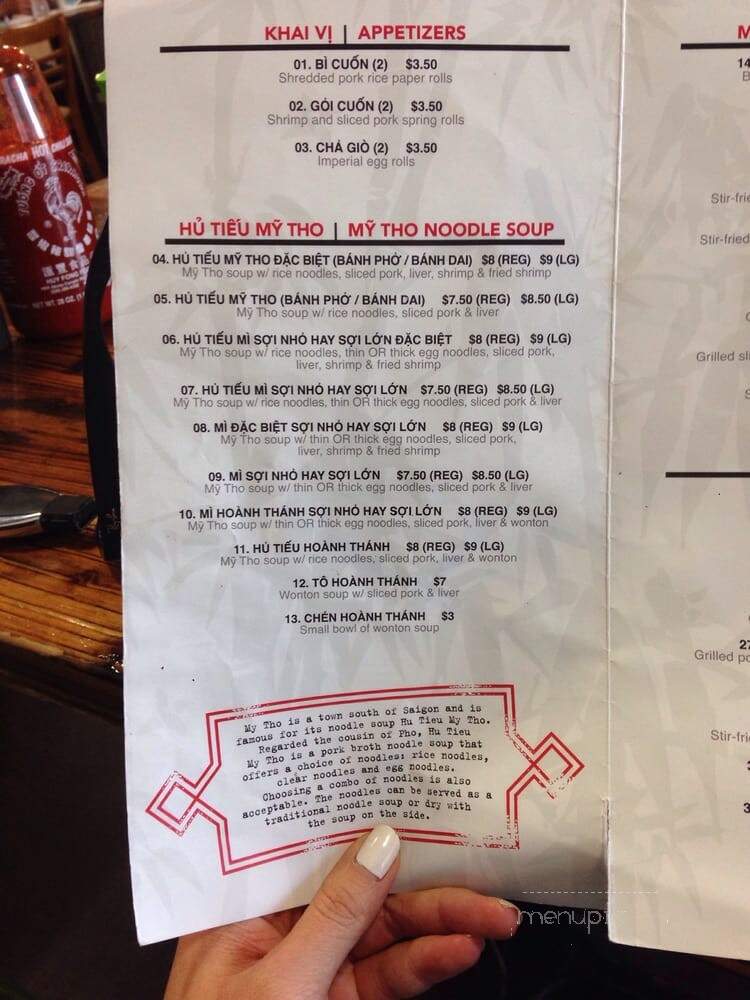 KHAI VỊ | APPETIZERS
01. BÌ CUỐN (2) $3.50
Shredded pork rice paper rolls
02. GÓI CUỐN (2) $3.50
Shrimp and sliced pork spring rolls
03. CHẢ GIÒ (2) $3.50
Imperial egg rolls
HỦ TIẾU MỸ THO | MỸ THO NOODLE SOUP
04. HỦ TIẾU MỸ THO ĐẶC BIỆT (BÁNH PHỞ / BÁNH DAI) $8 (REG) $9 (LG)
Mỹ Tho soup w/ rice noodles, sliced pork, liver, shrimp & fried shrimp
05. HỦ TIẾU MỸ THO (BÁNH PHỞ / BÁNH DAI) $7.50 (REG) $8.50 (LG)
Mỹ Tho soup w/ rice noodles, sliced pork & liver
06. HỦ TIẾU MÌ SỢI NHỎ HAY SỢI LỚN ĐẶC BIỆT $8 (REG) $9 (LG)
Mỹ Tho soup w/ rice noodles, thin OR thick egg noodles, sliced pork,
liver, shrimp & fried shrimp
07. HỦ TIẾU MÌ SỢI NHỎ HAY SỢI LỚN $7.50 (REG) $8.50 (LG)
Mỹ Tho soup w/ rice noodles, thin OR thick egg noodles, sliced pork & liver
08. MÌ ĐẶC BIỆT SỢI NHỎ HAY SỢI LỚN $8 (REG) $9 (LG)
Mỹ Tho soup w/ thin OR thick egg noodles, sliced pork,
liver, shrimp & fried shrimp
09. MÌ SỢI NHỎ HAY SỢI LỚN $7.50 (REG) $8.50 (LG)
Mỹ Tho soup w/ thin OR thick egg noodles, sliced pork & liver
10. MÌ HOÀNH THÁNH SỢI NHỎ HAY SỢI LỚN $8 (REG) $9 (LG)
Mỹ Tho soup w/ thin OR thick egg noodles, sliced pork, liver & wonton
11. HỦ TIẾU HOÀNH THÁNH $8 (REG) $9 (LG)
Mỹ Tho soup w/ rice noodles, sliced pork, liver & wonton
12. TÔ HOÀNH THÁNH $7
Wonton soup w/ sliced pork & liver
13. CHÉN HOÀNH THÁNH $3
Small bowl of wonton soup
My Tho is a town south of Saigon and is
famous for its noodle soup Hu Tieu My Tho.
Regarded the cousin of Pho, Hu Tieu
My Tho is a pork broth noodle soup that
offers a choice of noodles: rice noodles,
clear noodles and egg noodles.
Choosing a combo of noodles is also
acceptable. The noodles can be served as a
traditional noodle soup or dry with
the soup on the side.
M
14
B
Stir-frie
Stir-fried
Grilled sl
27
Grilled po
Stir-frie
HOT
HUY FONG
NET WT. 28 OZ.
menupi